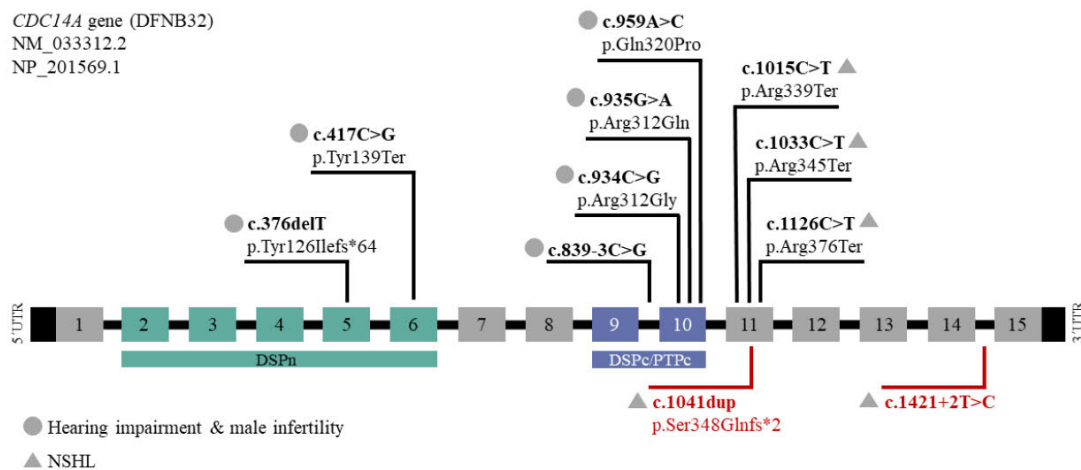 CDC14A gene (DFNB32)
NM_033312.2
NP_201569.1
c.959A>C
p.Gln320Pro
c.1015C>T
p.Arg339Ter
c.935G>A
p.Arg312Gln
c.417C>G
p.Tyr139Ter
c.1033C>T
p.Arg345Ter
c.934C>G
p.Arg312Gly
c.376delT
p.Tyr126Ilefs*64
c.1126C>T
p.Arg376Ter
c.839-3C>G
5'UTR
1 2 3 4 5 6 7 8 9 10 11 12 13 14 15
3'UTR
DSPn
DSPc/PTPc
c.1041dup
p.Ser348Glnfs*2
c.1421+2T>C
Hearing impairment & male infertility
NSHL